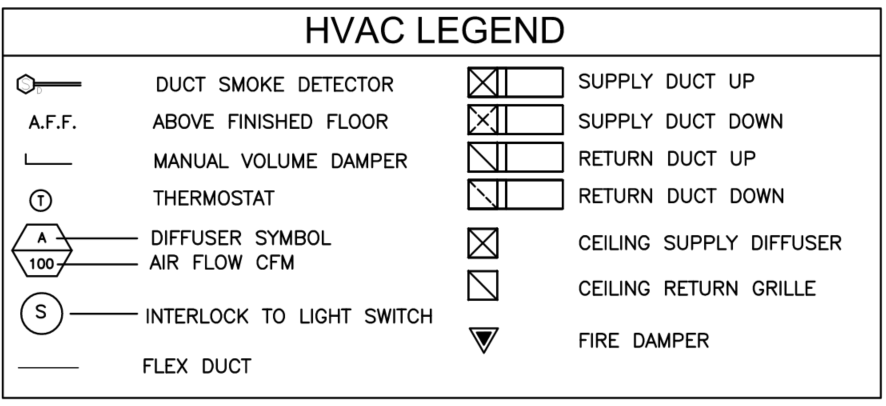 HVAC LEGEND
S D DUCT SMOKE DETECTOR
A.F.F. ABOVE FINISHED FLOOR
MANUAL VOLUME DAMPER
T THERMOSTAT
A DIFFUSER SYMBOL
100 AIR FLOW CFM
S INTERLOCK TO LIGHT SWITCH
FLEX DUCT
SUPPLY DUCT UP
SUPPLY DUCT DOWN
RETURN DUCT UP
RETURN DUCT DOWN
CEILING SUPPLY DIFFUSER
CEILING RETURN GRILLE
FIRE DAMPER